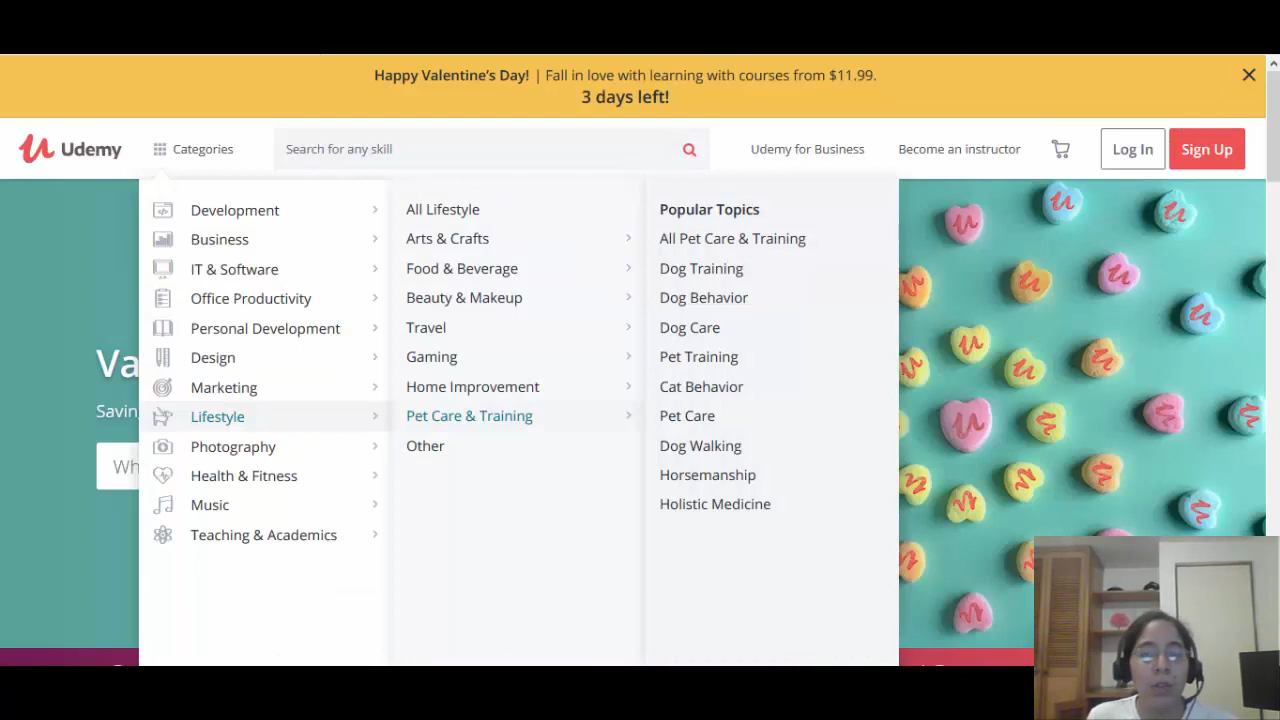 Happy Valentine's Day! | Fall in love with learning with courses from $11.99.
3 days left!
Udemy
Categories
Search for any skill
Udemy for Business
Become an instructor
Log In
Sign Up
Development
Business
IT & Software
Office Productivity
Personal Development
Design
Marketing
Lifestyle
Photography
Health & Fitness
Music
Teaching & Academics
All Lifestyle
Arts & Crafts
Food & Beverage
Beauty & Makeup
Travel
Gaming
Home Improvement
Pet Care & Training
Other
Popular Topics
All Pet Care & Training
Dog Training
Dog Behavior
Dog Care
Pet Training
Cat Behavior
Pet Care
Dog Walking
Horsemanship
Holistic Medicine